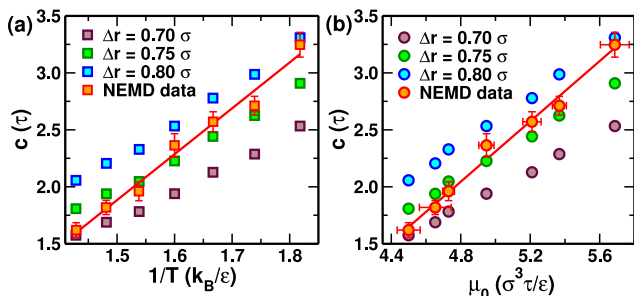 (a)
Δr = 0.70 σ
Δr = 0.75 σ
Δr = 0.80 σ
NEMD data
c (τ)
3.5
3.0
2.5
2.0
1.5
1.5
1.6
1.7
1.8
1/T (k_B/ε)
(b)
Δr = 0.70 σ
Δr = 0.75 σ
Δr = 0.80 σ
NEMD data
c (τ)
3.5
3.0
2.5
2.0
1.5
4.4
4.8
5.2
5.6
μ₀ (σ³τ/ε)